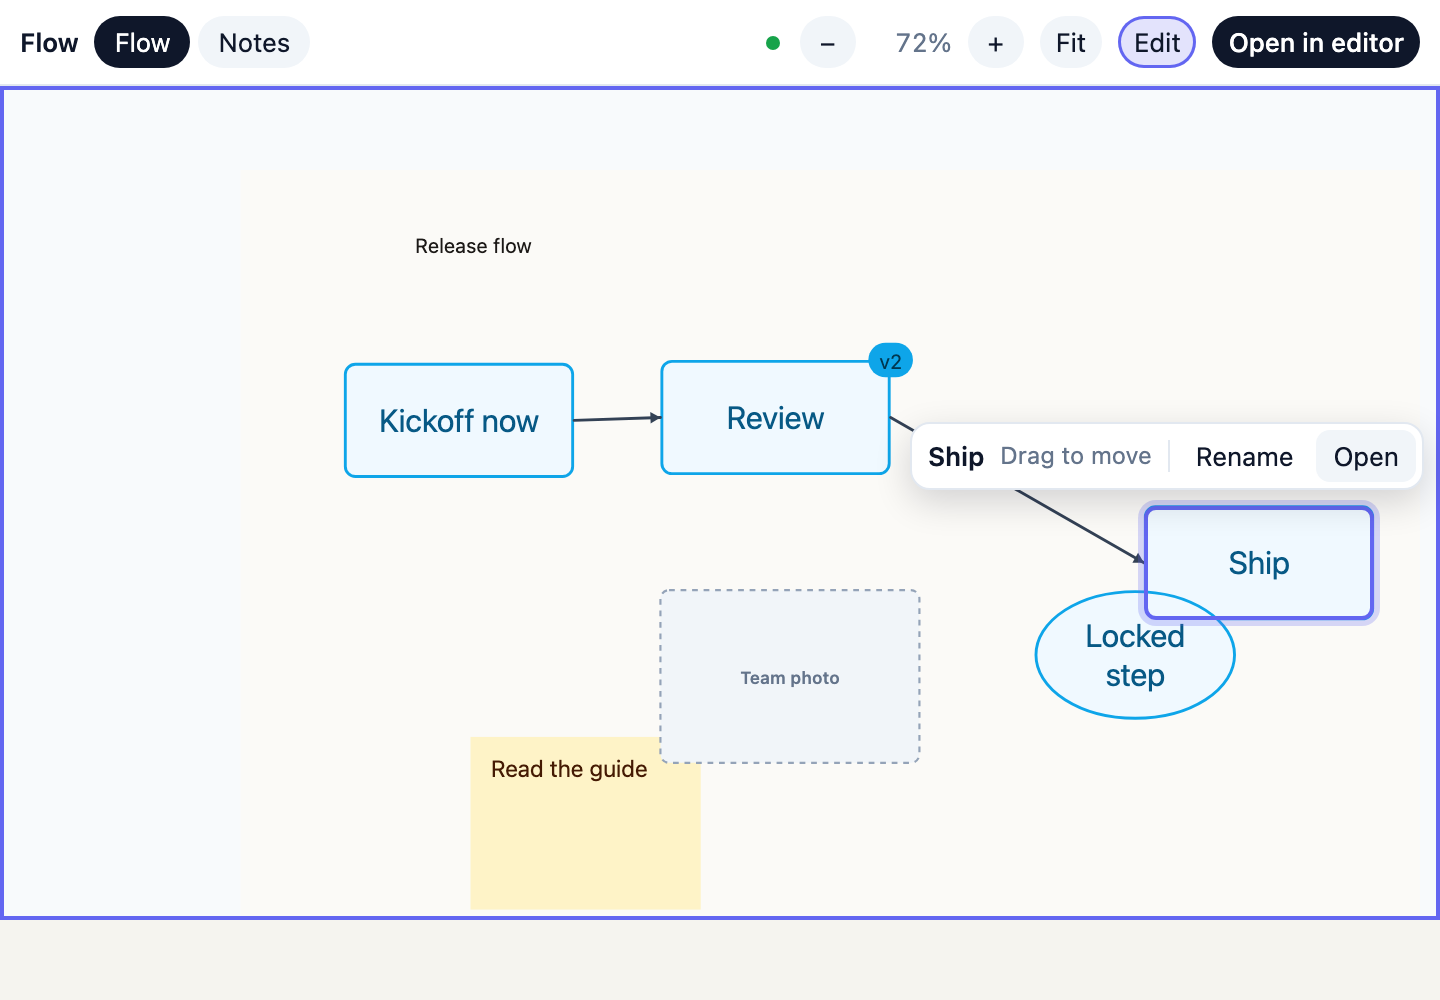 Flow Flow Notes − 72% + Fit Edit Open in editor
Release flow
v2
Kickoff now
Review
Ship Drag to move Rename Open
Ship
Locked
step
Team photo
Read the guide